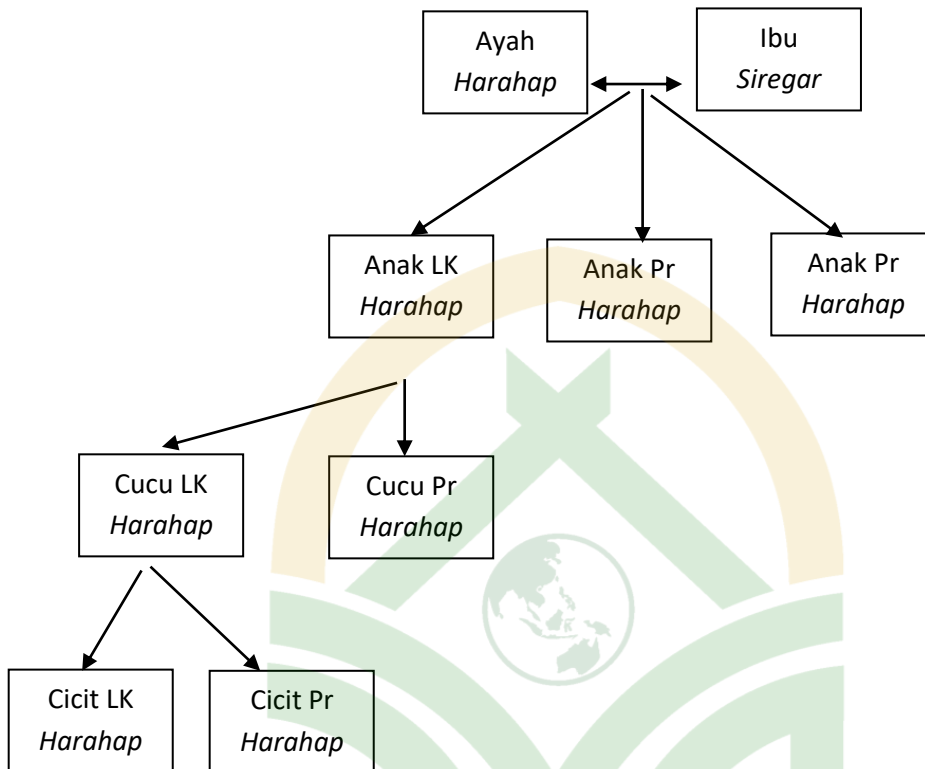 Ayah
Harahap
Ibu
Siregar
Anak LK
Harahap
Anak Pr
Harahap
Anak Pr
Harahap
Cucu LK
Harahap
Cucu Pr
Harahap
Cicit LK
Harahap
Cicit Pr
Harahap